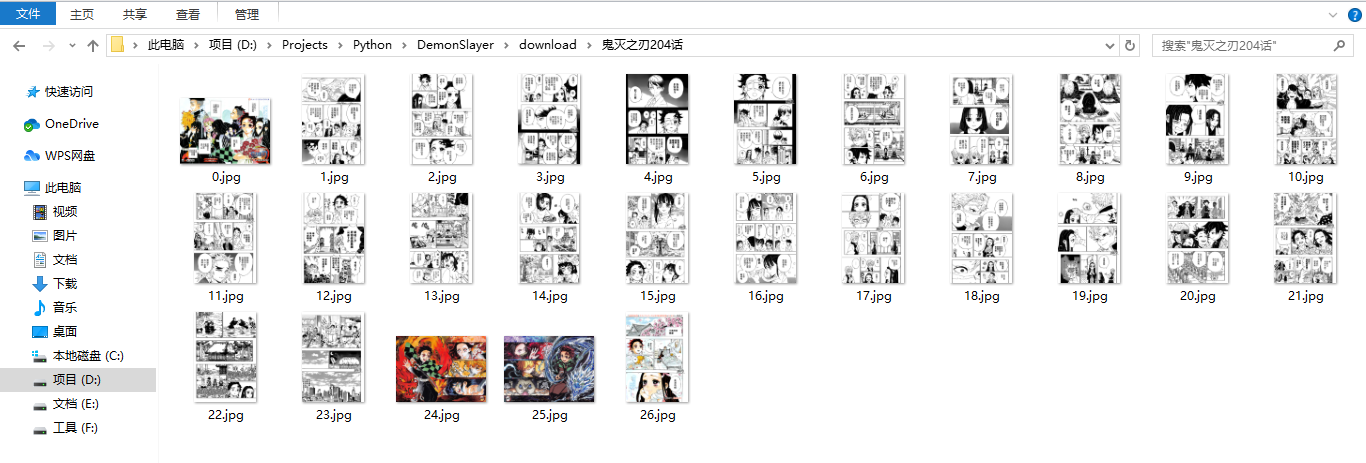 文件 主页 共享 查看 管理
此电脑 项目 (D:) Projects Python DemonSlayer download 鬼灭之刃204话 搜索"鬼灭之刃204话"
快速访问
OneDrive
WPS网盘
此电脑
视频
图片
文档
下载
音乐
桌面
本地磁盘 (C:)
项目 (D:)
文档 (E:)
工具 (F:)
0.jpg 1.jpg 2.jpg 3.jpg 4.jpg 5.jpg 6.jpg 7.jpg 8.jpg 9.jpg 10.jpg
11.jpg 12.jpg 13.jpg 14.jpg 15.jpg 16.jpg 17.jpg 18.jpg 19.jpg 20.jpg 21.jpg
22.jpg 23.jpg 24.jpg 25.jpg 26.jpg